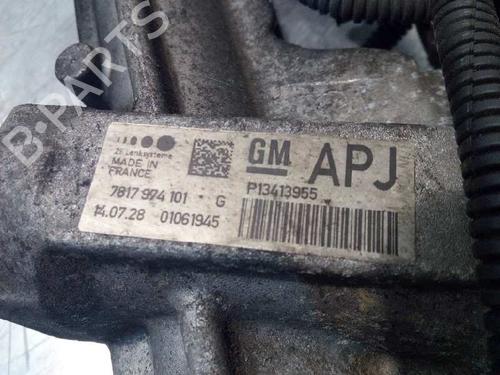 ZF Lenksysteme
MADE IN
FRANCE
GM APJ
P13413955
7817 974 101 G
14.07.28 01061945
B-PARTS